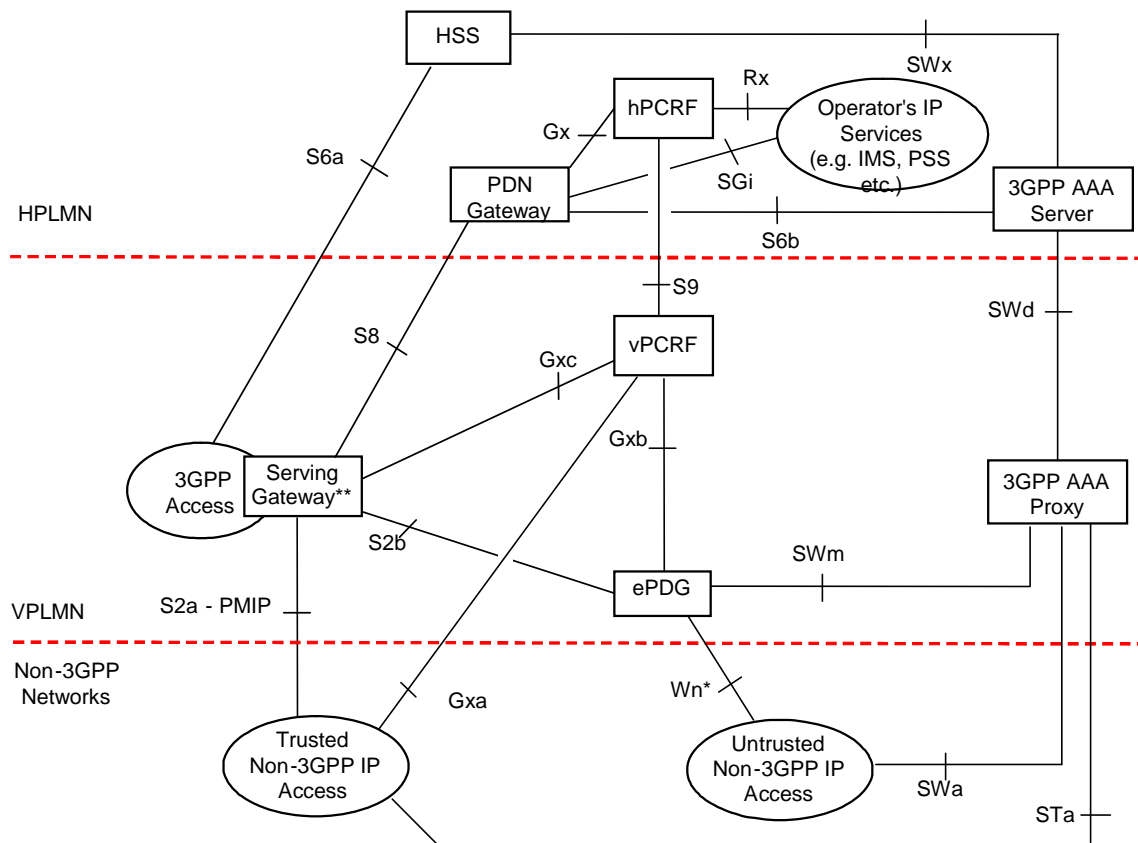 HSS
SWx
Rx
hPCRF
Operator's IP
Services
(e.g. IMS, PSS
etc.)
Gx
S6a
SGi
PDN
Gateway
3GPP AAA
Server
HPLMN
S6b
S9
SWd
S8
vPCRF
Gxc
Gxb
3GPP
Access
Serving
Gateway**
3GPP AAA
Proxy
S2b
SWm
ePDG
S2a - PMIP
VPLMN
Non-3GPP
Networks
Gxa
Wn*
Trusted
Non-3GPP IP
Access
Untrusted
Non-3GPP IP
Access
SWa
STa